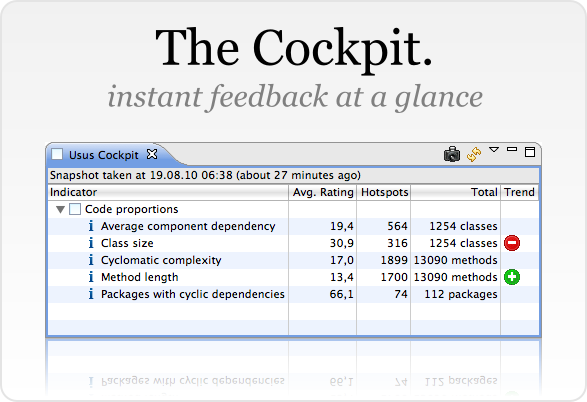 The Cockpit.
instant feedback at a glance
Usus Cockpit
Snapshot taken at 19.08.10 06:38 (about 27 minutes ago)
Indicator Avg. Rating Hotspots Total Trend
Code proportions
Average component dependency 19,4 564 1254 classes
Class size 30,9 316 1254 classes
Cyclomatic complexity 17,0 1899 13090 methods
Method length 13,4 1700 13090 methods
Packages with cyclic dependencies 66,1 74 112 packages